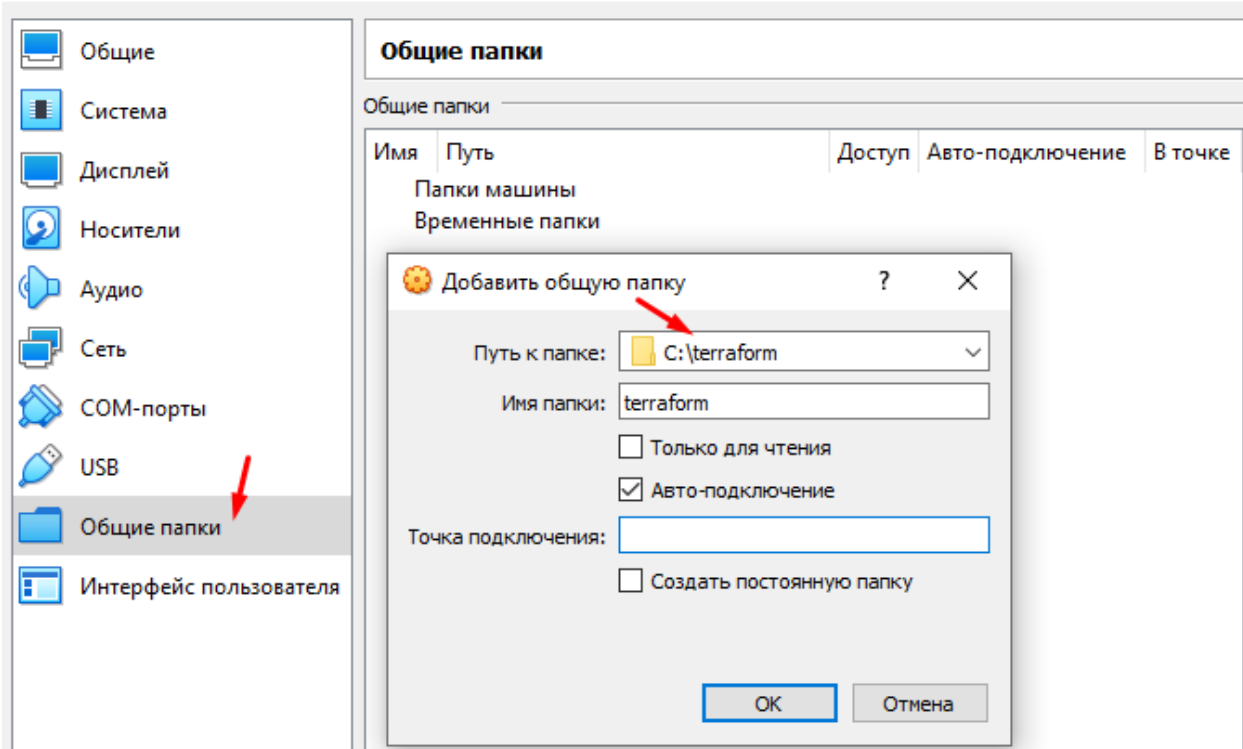 Общие
Система
Дисплей
Носители
Аудио
Сеть
COM-порты
USB
Общие папки
Интерфейс пользователя
Общие папки
Общие папки
Имя Путь Доступ Авто-подключение В точке
Папки машины
Временные папки
Добавить общую папку ?
Путь к папке: C:\terraform
Имя папки: terraform
Только для чтения
Авто-подключение
Точка подключения:
Создать постоянную папку
OK Отмена